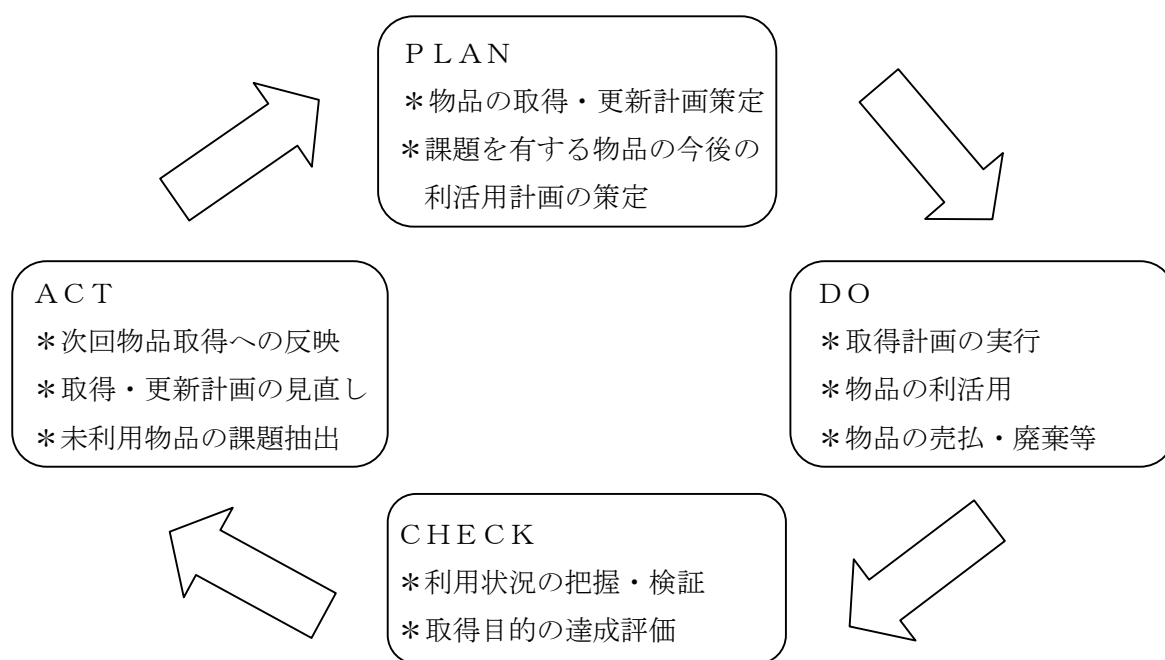 ＰＬＡＮ
＊物品の取得・更新計画策定
＊課題を有する物品の今後の
利活用計画の策定
ＤＯ
＊取得計画の実行
＊物品の利活用
＊物品の売払・廃棄等
ＣＨＥＣＫ
＊利用状況の把握・検証
＊取得目的の達成評価
ＡＣＴ
＊次回物品取得への反映
＊取得・更新計画の見直し
＊未利用物品の課題抽出